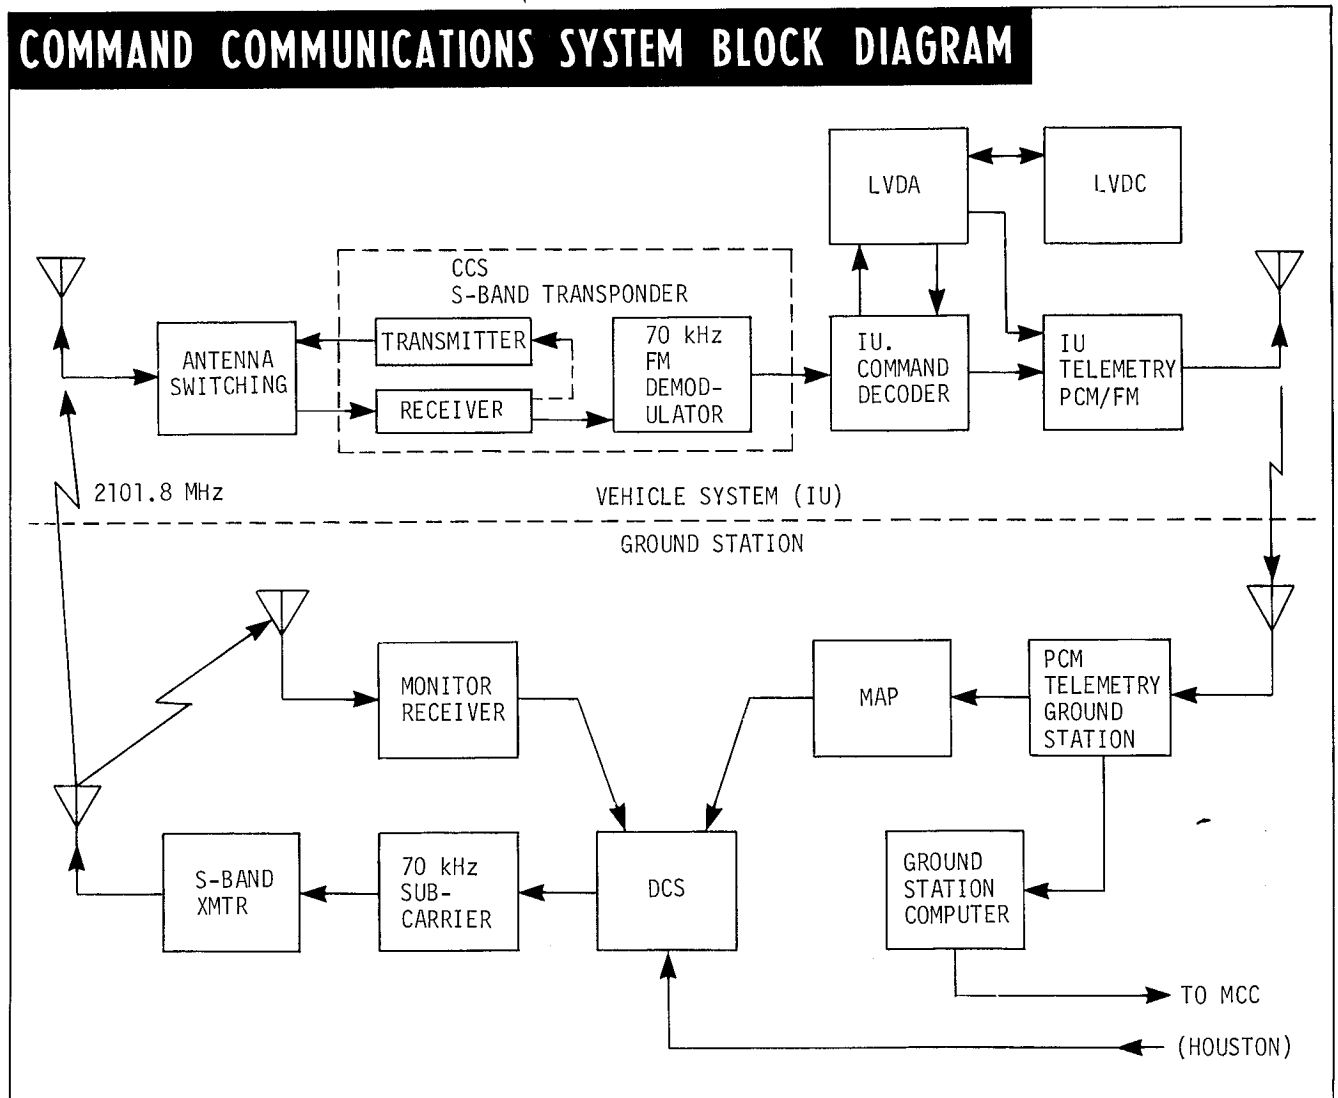 COMMAND COMMUNICATIONS SYSTEM BLOCK DIAGRAM
LVDA
LVDC
CCS
S-BAND TRANSPONDER
ANTENNA
SWITCHING
TRANSMITTER
RECEIVER
70 kHz
FM
DEMOD-
ULATOR
IU.
COMMAND
DECODER
IU
TELEMETRY
PCM/FM
2101.8 MHz
VEHICLE SYSTEM (IU)
GROUND STATION
MONITOR
RECEIVER
MAP
PCM
TELEMETRY
GROUND
STATION
S-BAND
XMTR
70 kHz
SUB-
CARRIER
DCS
GROUND
STATION
COMPUTER
TO MCC
(HOUSTON)